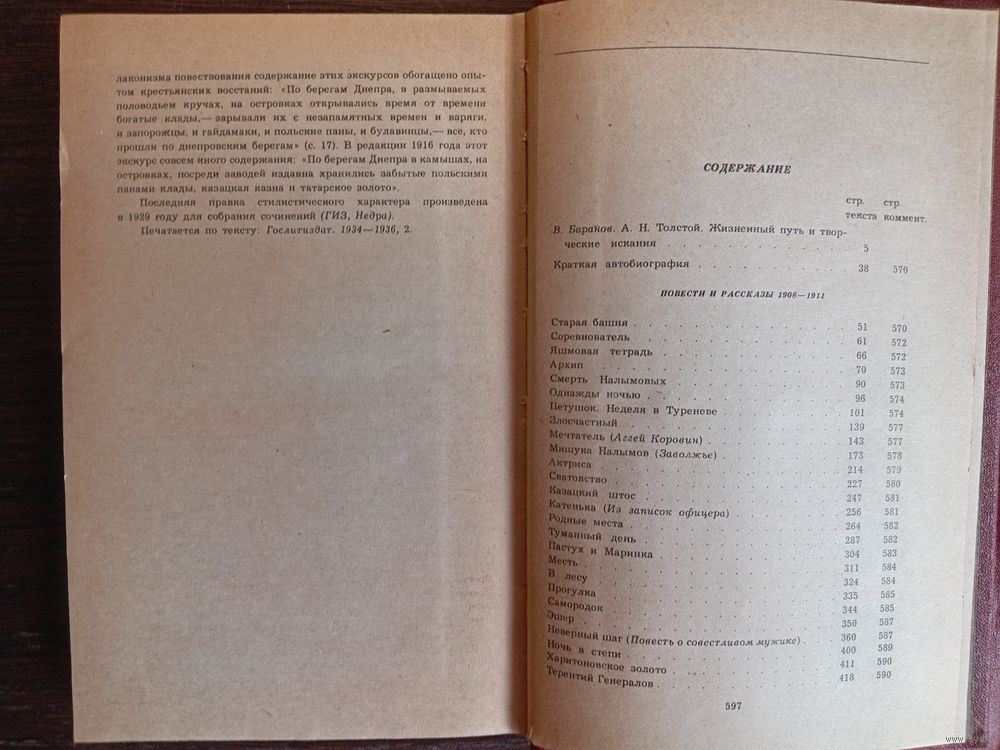 лаконизма повествования содержание этих экскурсов обогащено опы-
том крестьянских восстаний: «По берегам Днепра, в размываемых
половодьем кручах, на островках открывались время от времени
богатые клады,— зарывали их с незапамятных времен и варяги,
и запорожцы, и гайдамаки, и польские паны, и булавинцы,— все, кто
прошли по днепровским берегам» (с. 17). В редакции 1916 года этот
экскурс совсем иного содержания: «По берегам Днепра в камышах, на
островках, посреди заводей издавна хранились забытые польскими
панами клады, казацкая казна и татарское золото».
Последняя правка стилистического характера произведена
в 1929 году для собрания сочинений (ГИЗ, Недра).
Печатается по тексту: Гослитиздат. 1934—1936, 2.
СОДЕРЖАНИЕ
стр. стр.
текста коммент.
В. Баранов. А. Н. Толстой. Жизненный путь и твор-
ческие искания . . . . . . . . . . 5
Краткая автобиография . . . . . . . . . 38 570
ПОВЕСТИ И РАССКАЗЫ 1908—1911
Старая башня . . . . . . . . . . 51 570
Соревнователь . . . . . . . . . . 61 572
Яшмовая тетрадь . . . . . . . . . 66 572
Архип . . . . . . . . . . 70 573
Смерть Налымовых . . . . . . . . . 90 573
Однажды ночью . . . . . . . . . . 96 574
Петушок. Неделя в Туреневе . . . . . . . 101 574
Злосчастный . . . . . . . . . . 139 577
Мечтатель (Аггей Коровин) . . . . . . . 143 577
Мишука Налымов (Заволжье) . . . . . . . 173 578
Актриса . . . . . . . . . . 214 579
Сватовство . . . . . . . . . . 227 580
Казацкий штос . . . . . . . . . . 247 581
Катенька (Из записок офицера) . . . . . . 256 581
Родные места . . . . . . . . . . 264 582
Туманный день . . . . . . . . . . 287 582
Пастух и Маринка . . . . . . . . . 304 583
Месть . . . . . . . . . . 311 584
В лесу . . . . . . . . . . 324 584
Прогулка . . . . . . . . . . 335 585
Самородок . . . . . . . . . . 344 585
Эшер . . . . . . . . . . 350 587
Неверный шаг (Повесть о совестливом мужике) . 360 587
Ночь в степи . . . . . . . . . . 400 589
Харитоновское золото . . . . . . . . 411 590
Терентий Генералов . . . . . . . . . 418 590
597